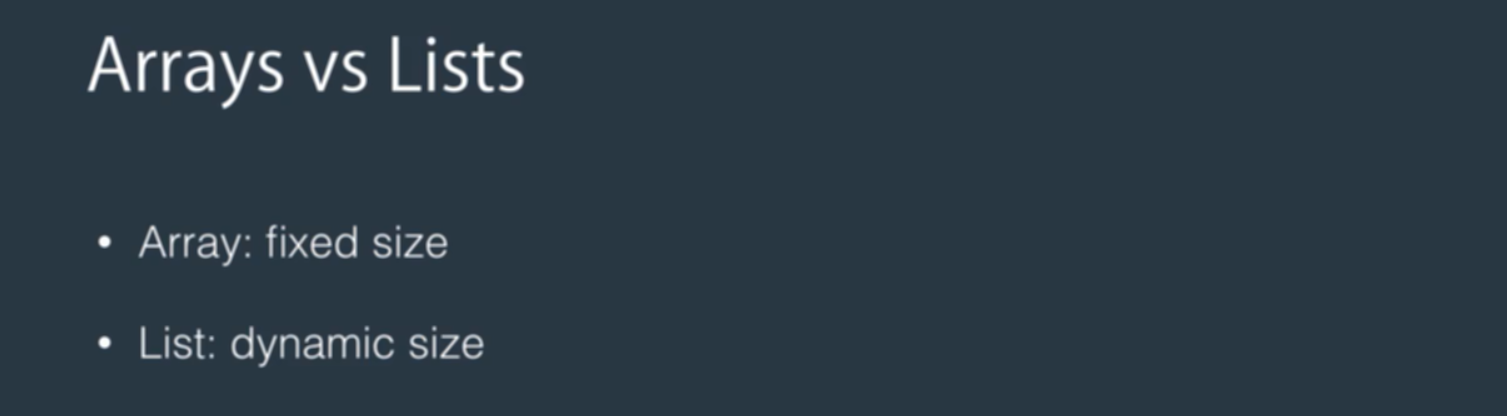 Arrays vs Lists
• Array: fixed size
• List: dynamic size